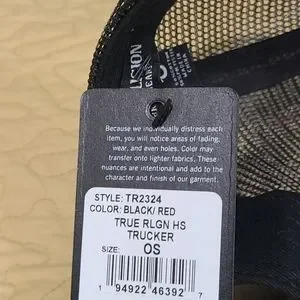 Because we individually distress each
item, you will notice areas of fading,
wear, and even holes. Color may
transfer onto lighter fabrics. These
nuances are intentional and add to the
character and finish of our garment.
STYLE: TR2324
COLOR: BLACK/ RED
TRUE RLGN HS
TRUCKER
SIZE: OS
1 94922 46392 7